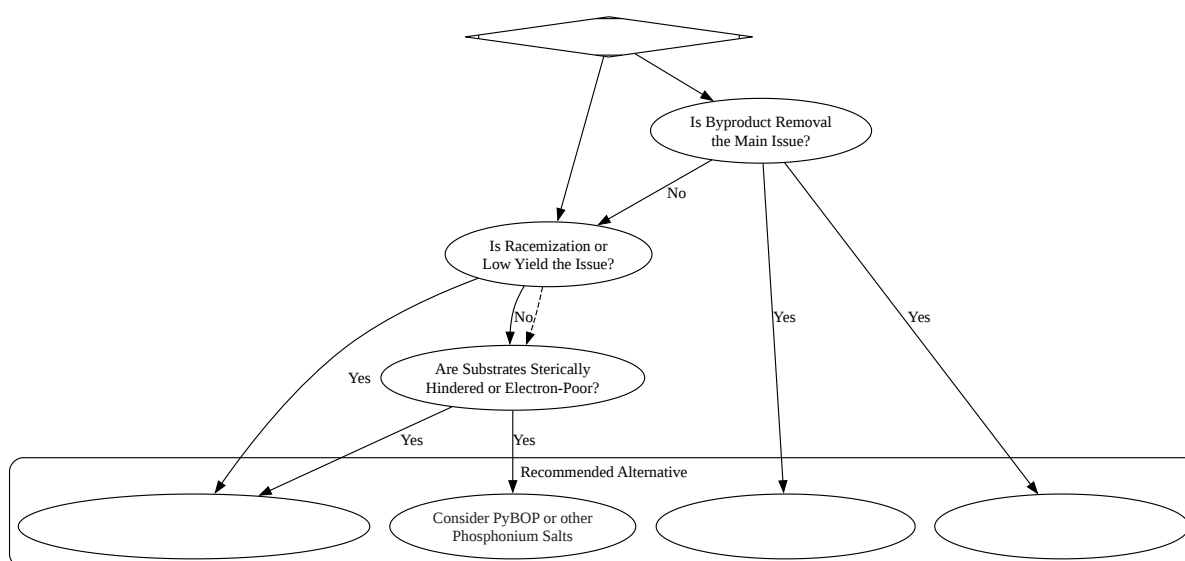 Is Byproduct Removal
the Main Issue?
No
Is Racemization or
Low Yield the Issue?
No
Yes
Yes
Yes
Are Substrates Sterically
Hindered or Electron-Poor?
Yes
Yes
Recommended Alternative
Consider PyBOP or other
Phosphonium Salts